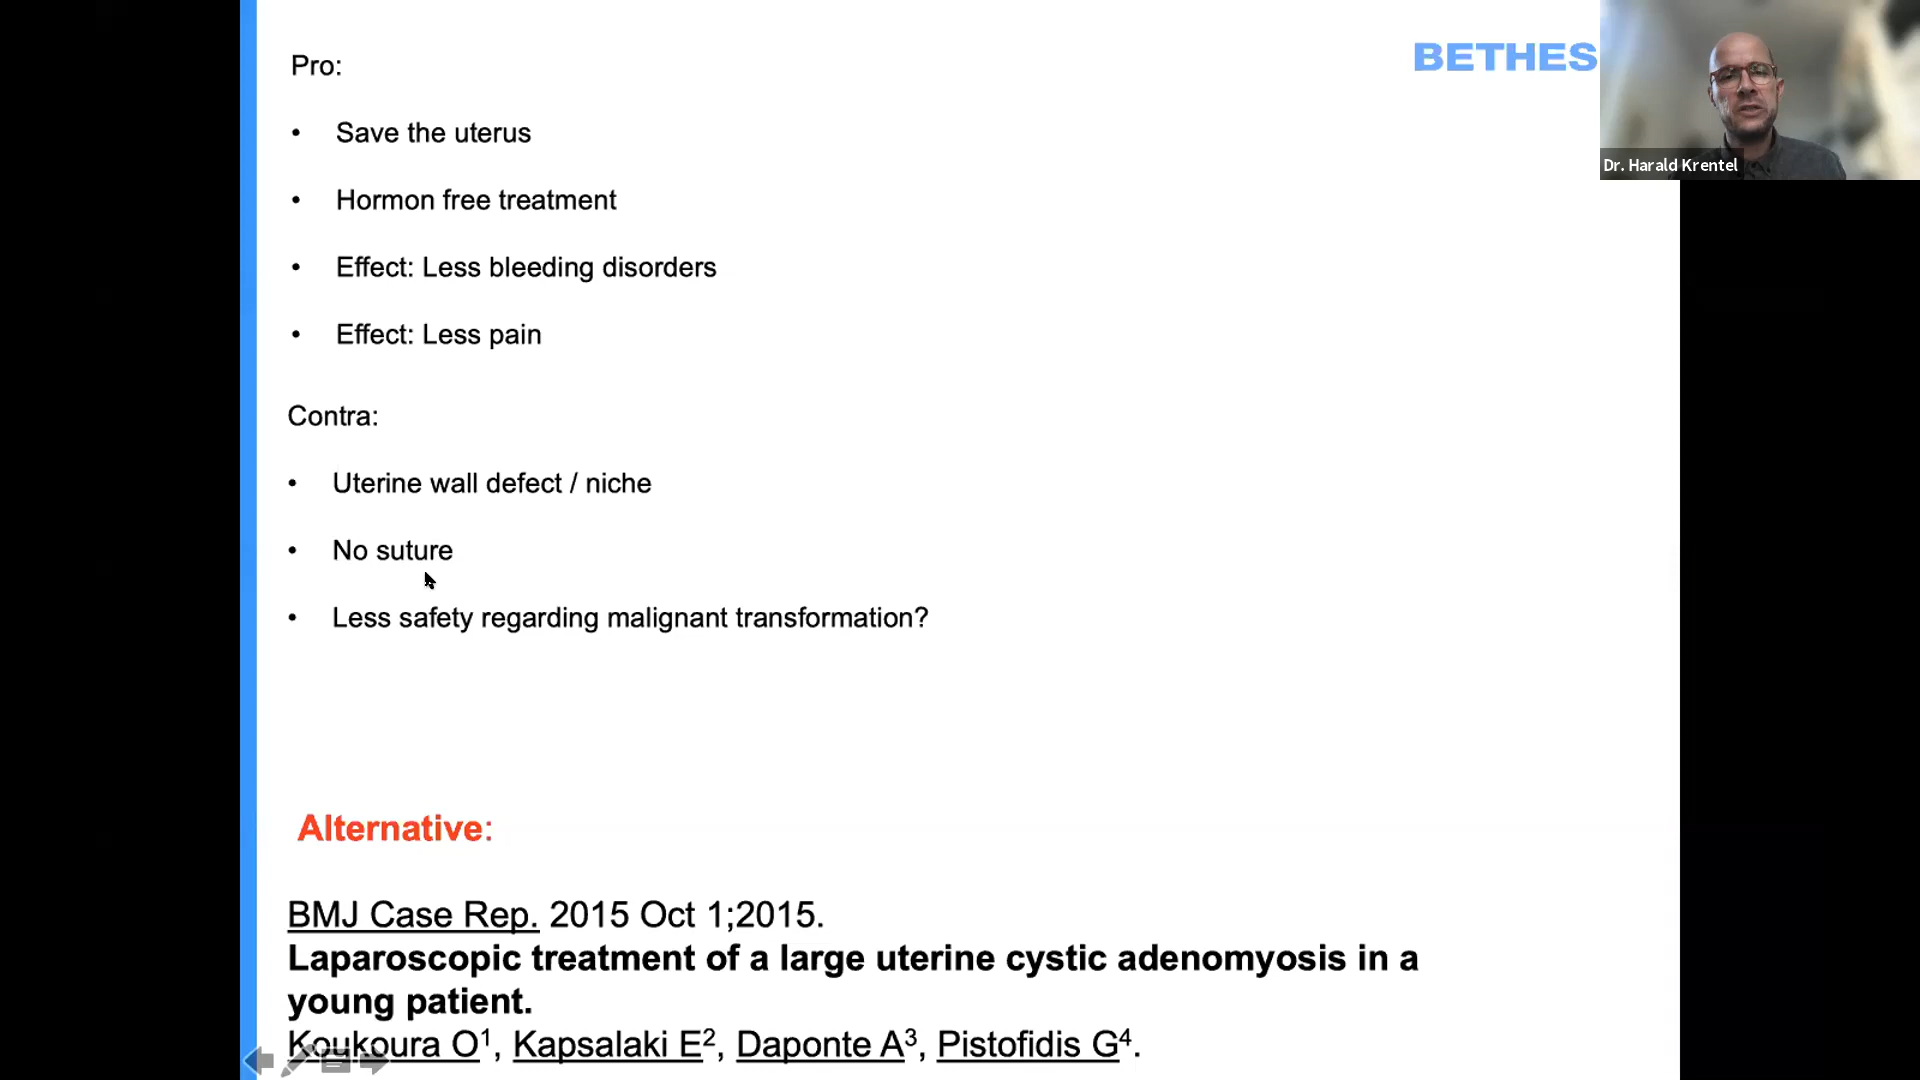 Pro:
BETHES
• Save the uterus
• Hormon free treatment
• Effect: Less bleeding disorders
• Effect: Less pain
Dr. Harald Krentel
Contra:
• Uterine wall defect / niche
• No suture
• Less safety regarding malignant transformation?
Alternative:
BMJ Case Rep. 2015 Oct 1;2015.
Laparoscopic treatment of a large uterine cystic adenomyosis in a
young patient.
Koukoura O1, Kapsalaki E2, Daponte A3, Pistofidis G4.